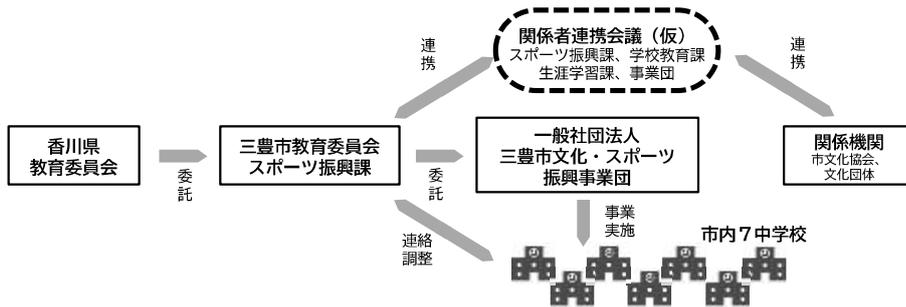 関係者連携会議（仮）
スポーツ振興課、学校教育課
生涯学習課、事業団
連携
連携
香川県
教育委員会
委託
三豊市教育委員会
スポーツ振興課
委託
一般社団法人
三豊市文化・スポーツ
振興事業団
関係機関
市文化協会、
文化団体
連絡
調整
事業
実施
市内７中学校